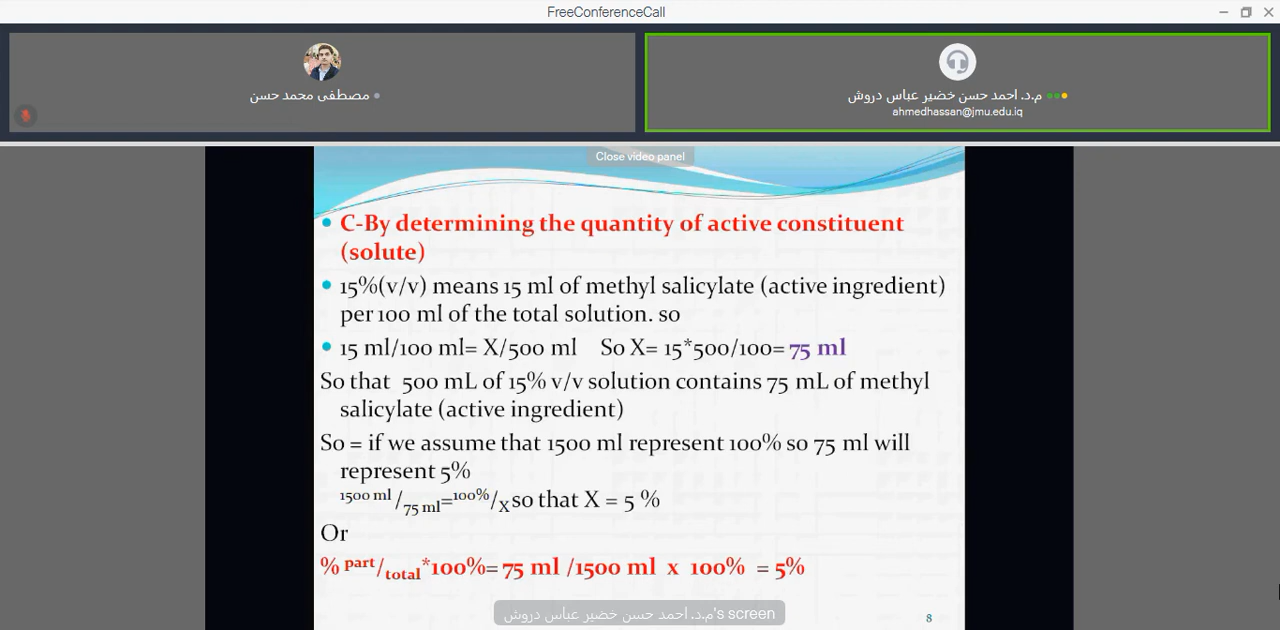 FreeConferenceCall
مصطفى محمد حسن
م.د. احمد حسن خضير عباس دروش
ahmedhassan@jmu.edu.iq
Close video panel
• C-By determining the quantity of active constituent
(solute)
• 15%(v/v) means 15 ml of methyl salicylate (active ingredient)
per 100 ml of the total solution. so
• 15 ml/100 ml= X/500 ml So X= 15*500/100= 75 ml
So that 500 mL of 15% v/v solution contains 75 mL of methyl
salicylate (active ingredient)
So = if we assume that 1500 ml represent 100% so 75 ml will
represent 5%
1500 ml/75 ml=100%/X so that X = 5 %
Or
% part/total*100%= 75 ml /1500 ml x 100% = 5%
م.د. احمد حسن خضير عباس دروش's screen
8